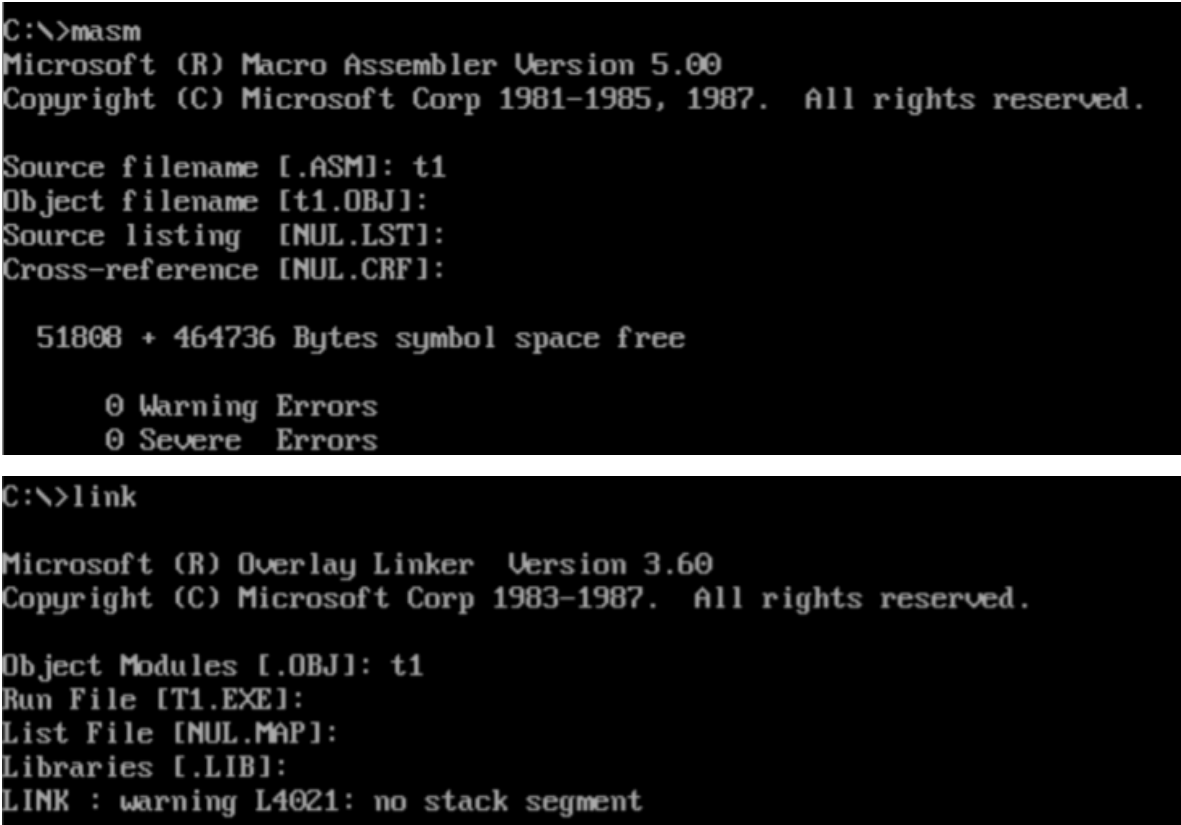 C:\>masm
Microsoft (R) Macro Assembler Version 5.00
Copyright (C) Microsoft Corp 1981-1985, 1987.  All rights reserved.
Source filename [.ASM]: t1
Object filename [t1.OBJ]:
Source listing  [NUL.LST]:
Cross-reference [NUL.CRF]:
51808 + 464736 Bytes symbol space free
0 Warning Errors
0 Severe  Errors
C:\>link
Microsoft (R) Overlay Linker  Version 3.60
Copyright (C) Microsoft Corp 1983-1987.  All rights reserved.
Object Modules [.OBJ]: t1
Run File [T1.EXE]:
List File [NUL.MAP]:
Libraries [.LIB]:
LINK : warning L4021: no stack segment